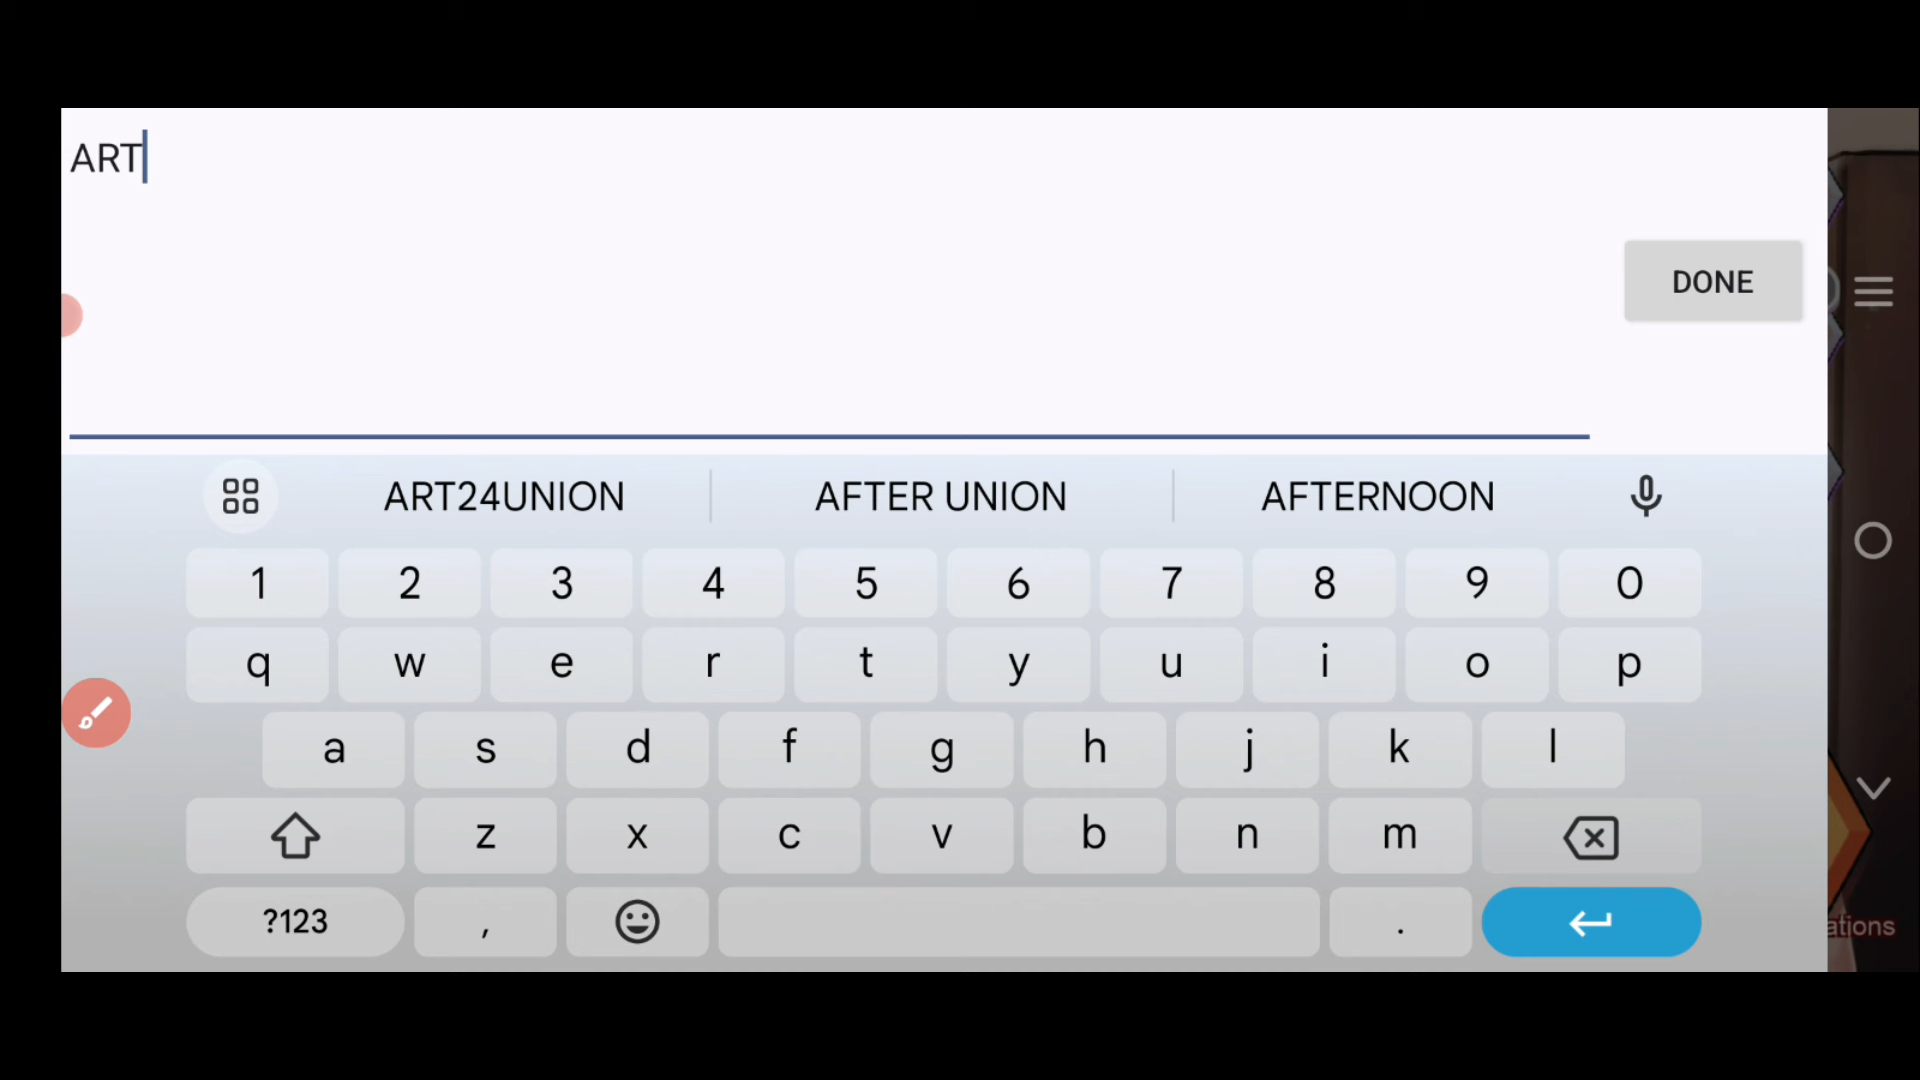 ART
DONE
ART24UNION AFTER UNION AFTERNOON
1 2 3 4 5 6 7 8 9 0
q w e r t y u i o p
a s d f g h j k l
z x c v b n m
?123 , .
ations